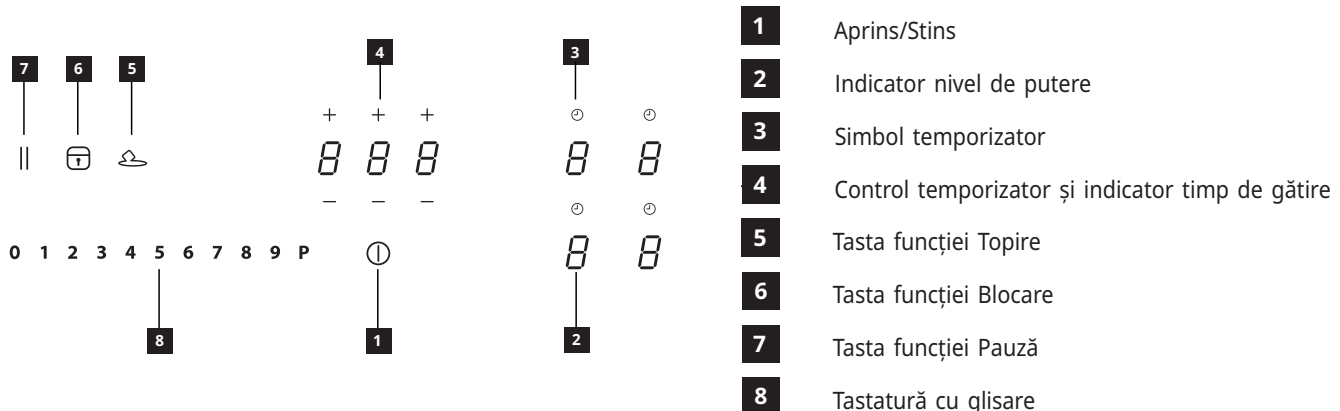 4 3
7 6 5
+ + +
8 8 8 8 8
− − −
0 1 2 3 4 5 6 7 8 9 P 8 8
8 1 2
1 Aprins/Stins
2 Indicator nivel de putere
3 Simbol temporizator
4 Control temporizator și indicator timp de gătire
5 Tasta funcției Topire
6 Tasta funcției Blocare
7 Tasta funcției Pauză
8 Tastatură cu glisare